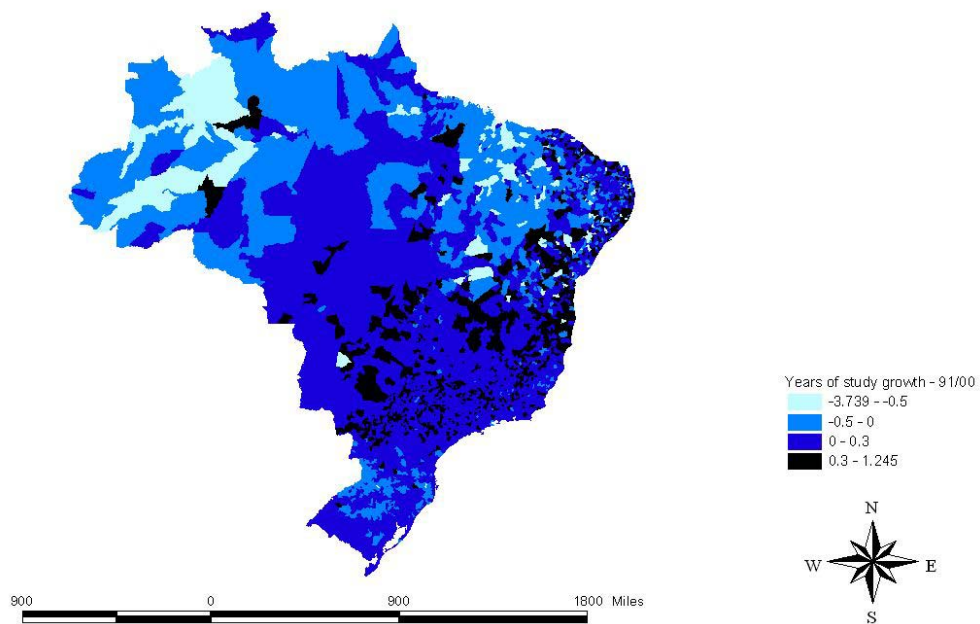 Years of study growth - 91/00
-3.739 - -0.5
-0.5 - 0
0 - 0.3
0.3 - 1.245
N
W E
S
900 0 900 1800 Miles